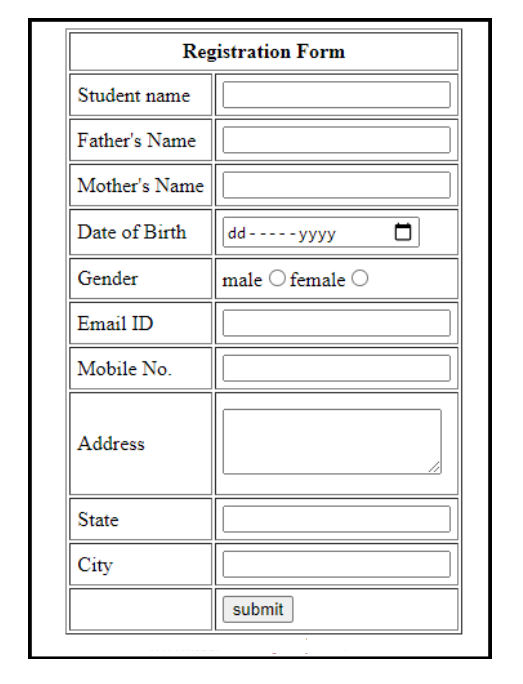 Registration Form
Student name
Father's Name
Mother's Name
Date of Birth dd-----yyyy
Gender male female
Email ID
Mobile No.
Address
State
City
submit